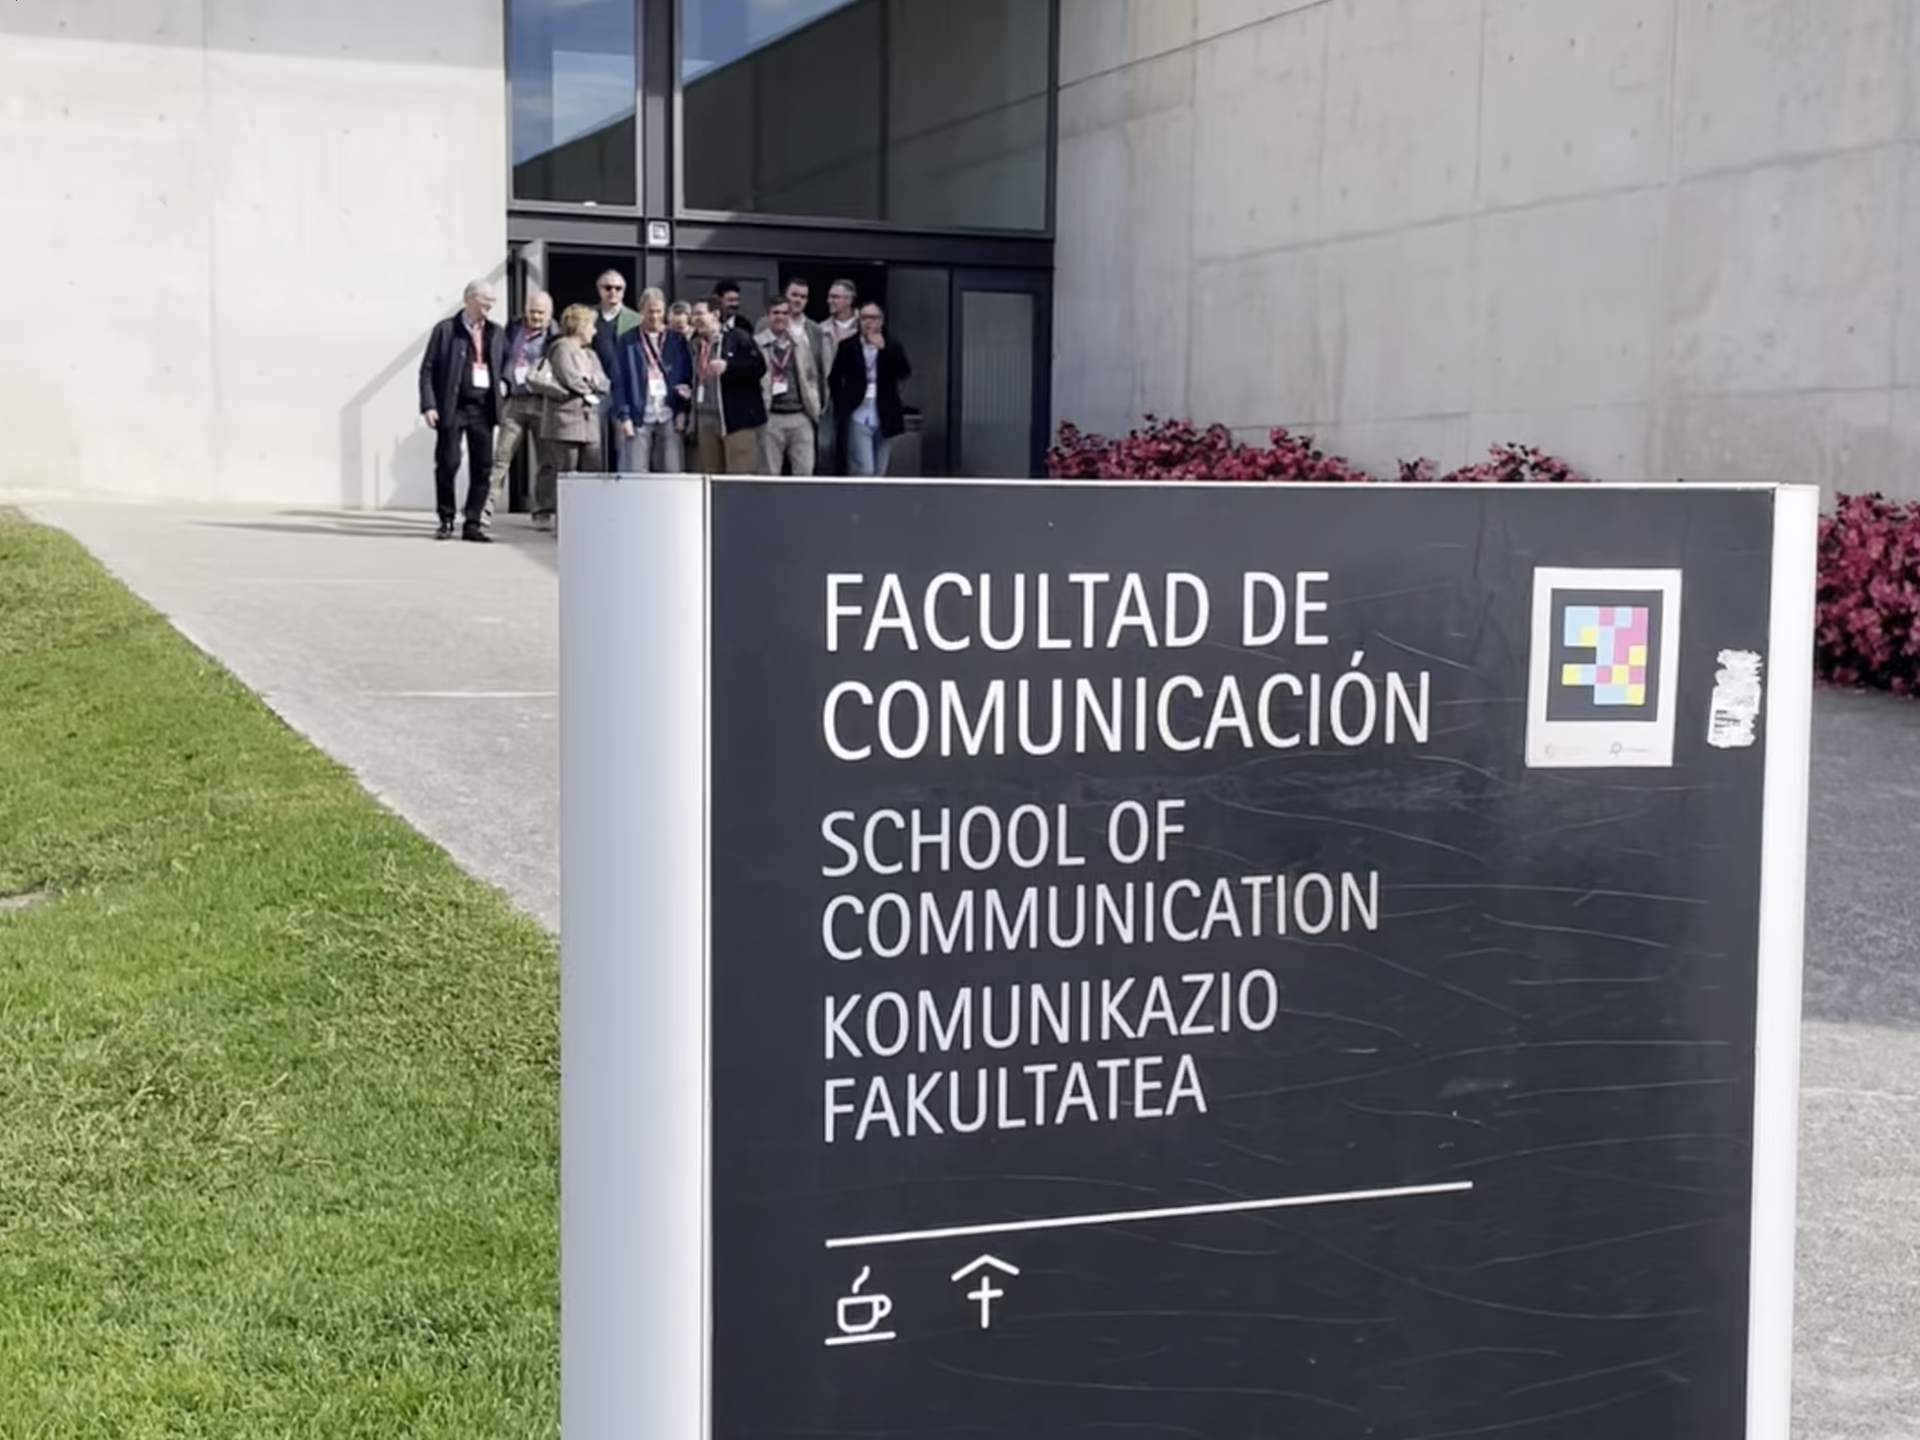 FACULTAD DE
COMUNICACIÓN
SCHOOL OF
COMMUNICATION
KOMUNIKAZIO
FAKULTATEA